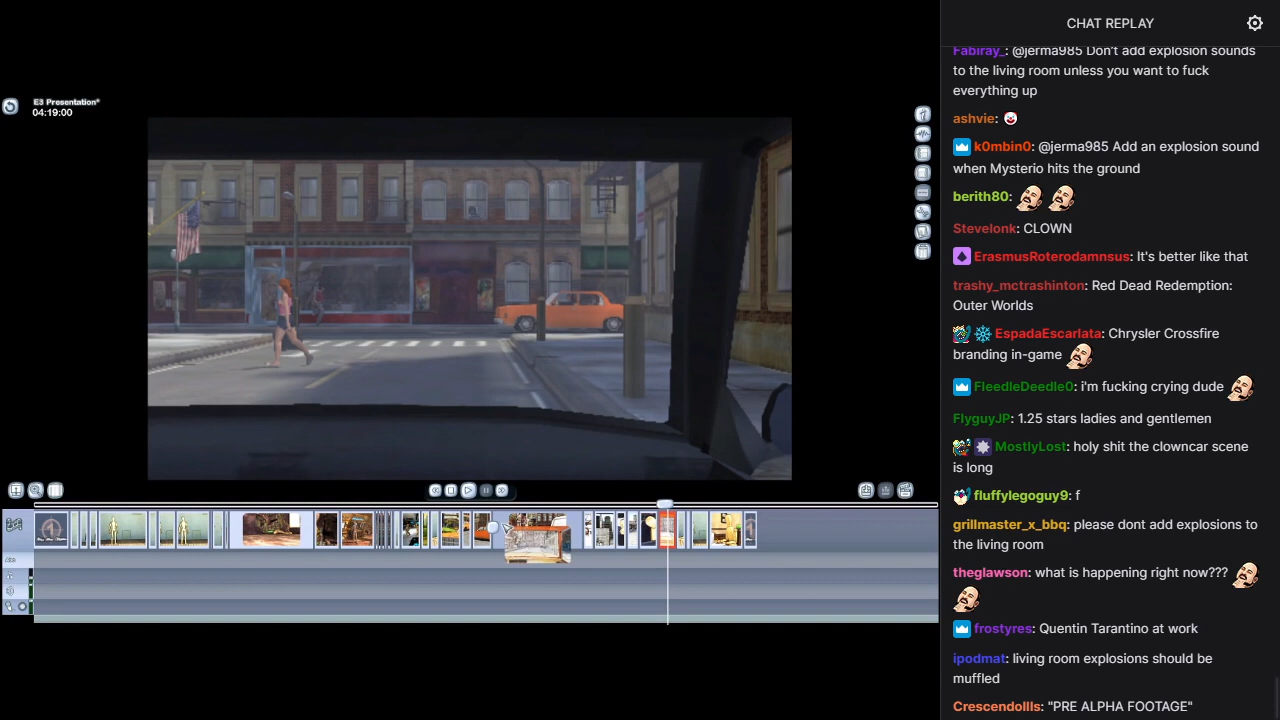 E3 Presentation*
04:19:00
CHAT REPLAY
Fabiray_: @jerma985 Don't add explosion sounds
to the living room unless you want to fuck
everything up
ashvie:
k0mbin0: @jerma985 Add an explosion sound
when Mysterio hits the ground
berith80:
Stevelonk: CLOWN
ErasmusRoterodamnsus: It's better like that
trashy_mctrashinton: Red Dead Redemption:
Outer Worlds
EspadaEscarlata: Chrysler Crossfire
branding in-game
FleedleDeedle0: i'm fucking crying dude
FlyguyJP: 1.25 stars ladies and gentlemen
MostlyLost: holy shit the clowncar scene
is long
fluffylegoguy9: f
grillmaster_x_bbq: please dont add explosions to
the living room
theglawson: what is happening right now???
frostyres: Quentin Tarantino at work
ipodmat: living room explosions should be
muffled
Crescendollls: "PRE ALPHA FOOTAGE"